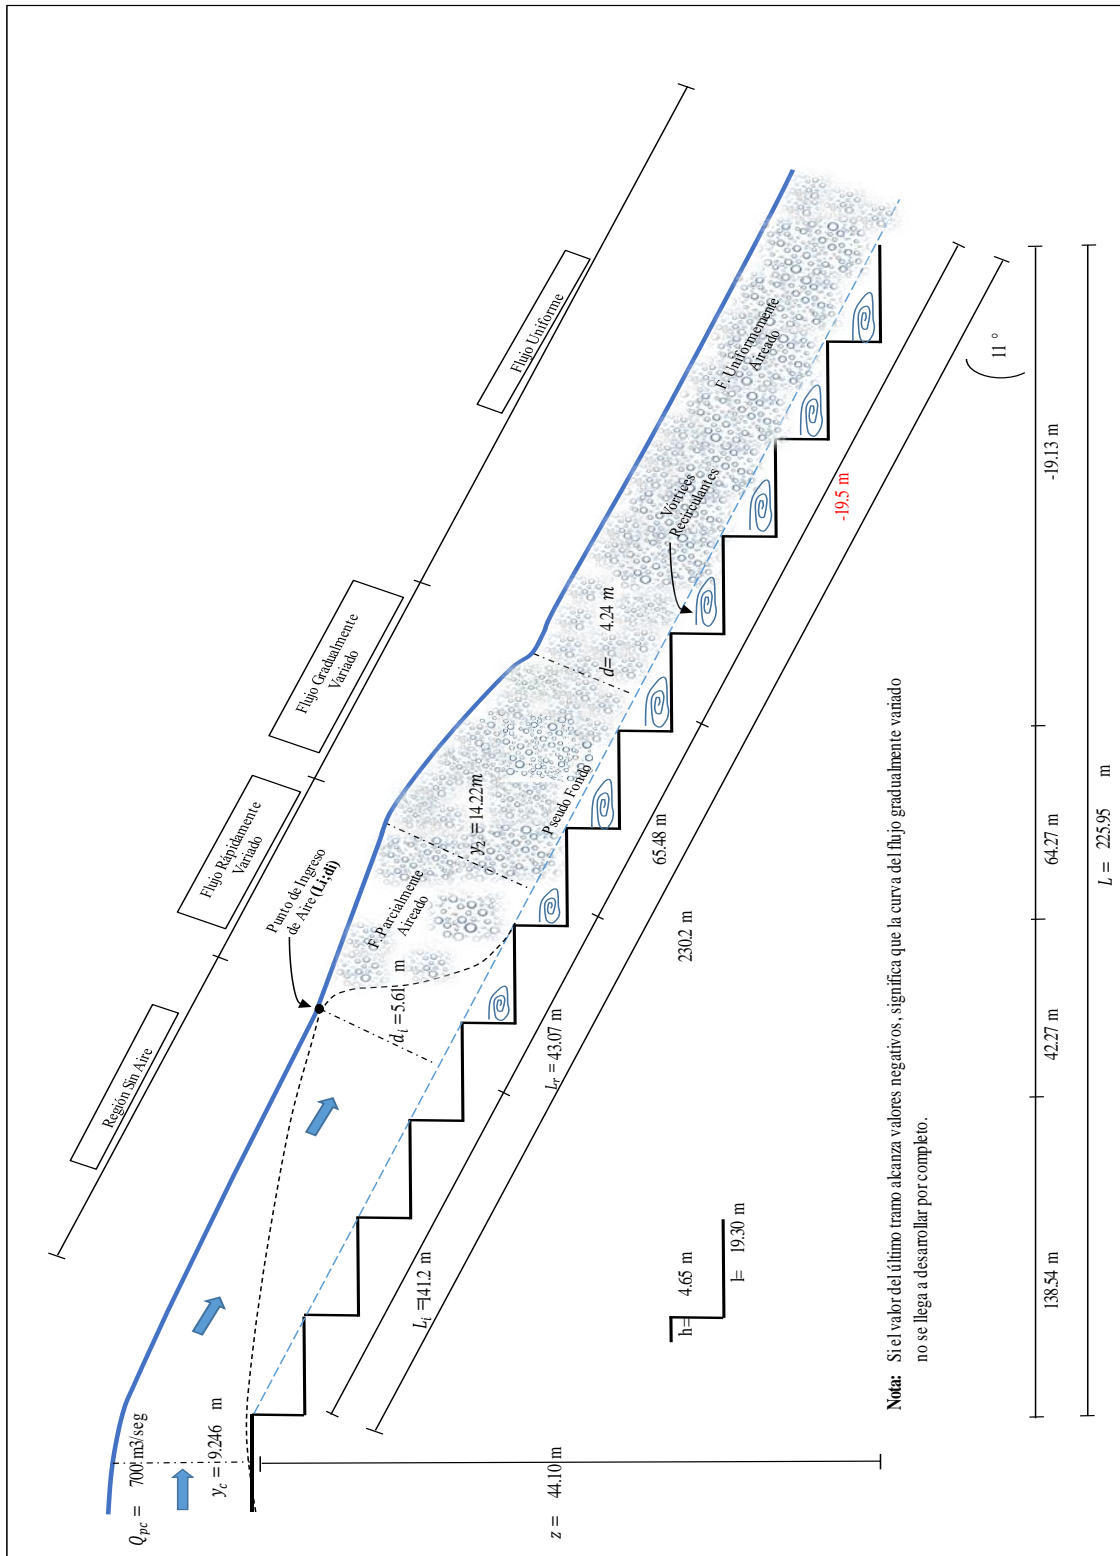 Región Sin Aire
Flujo Rápidamente
Variado
Flujo Gradualmente
Variado
Flujo Uniforme
Qpc = 700 m3/seg
yc = 9.246 m
Punto de Ingreso
de Aire (Li;di)
di = 5.61 m
F. Parcialmente
Aireado
y2 = 14.22m
Pseudo Fondo
d= 4.24 m
Vórtices
Recirculantes
F. Uniformemente
Aireado
Li = 141.2 m
Lr = 43.07 m
65.48 m
-19.5 m
230.2 m
11 °
z = 44.10 m
h= 4.65 m
l= 19.30 m
Nota: Si el valor del último tramo alcanza valores negativos, significa que la curva del flujo gradualmente variado
no se llega a desarrollar por completo.
138.54 m
42.27 m
64.27 m
-19.13 m
L = 225.95 m